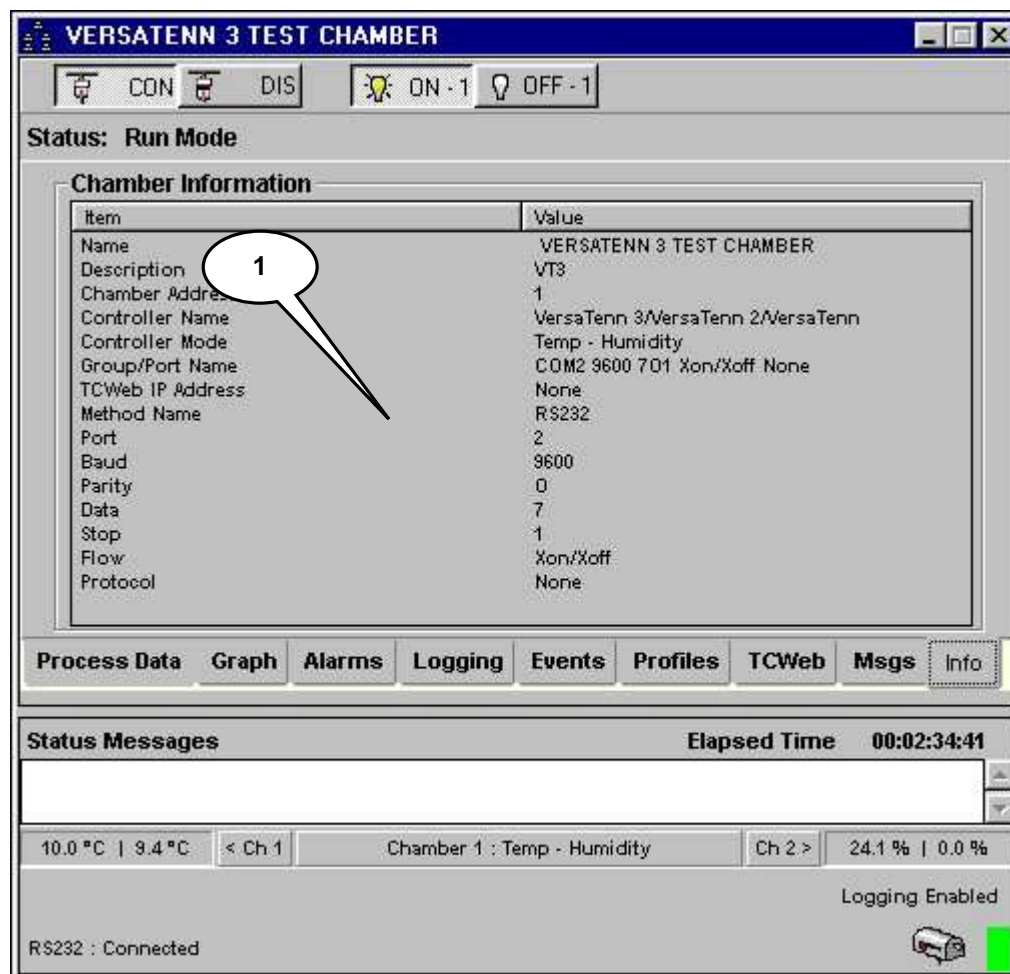 VERSATENN 3 TEST CHAMBER
CON DIS ON - 1 OFF - 1
Status: Run Mode
Chamber Information
Item Value
Name VERSATENN 3 TEST CHAMBER
Description VT3
1
Chamber Addres 1
Controller Name VersaTenn 3/VersaTenn 2/VersaTenn
Controller Mode Temp - Humidity
Group/Port Name COM2 9600 7O1 Xon/Xoff None
TCWeb IP Address None
Method Name RS232
Port 2
Baud 9600
Parity O
Data 7
Stop 1
Flow Xon/Xoff
Protocol None
Process Data Graph Alarms Logging Events Profiles TCWeb Msgs Info
Status Messages Elapsed Time 00:02:34:41
10.0 °C | 9.4 °C < Ch 1 Chamber 1 : Temp - Humidity Ch 2 > 24.1 % | 0.0 %
Logging Enabled
RS232 : Connected